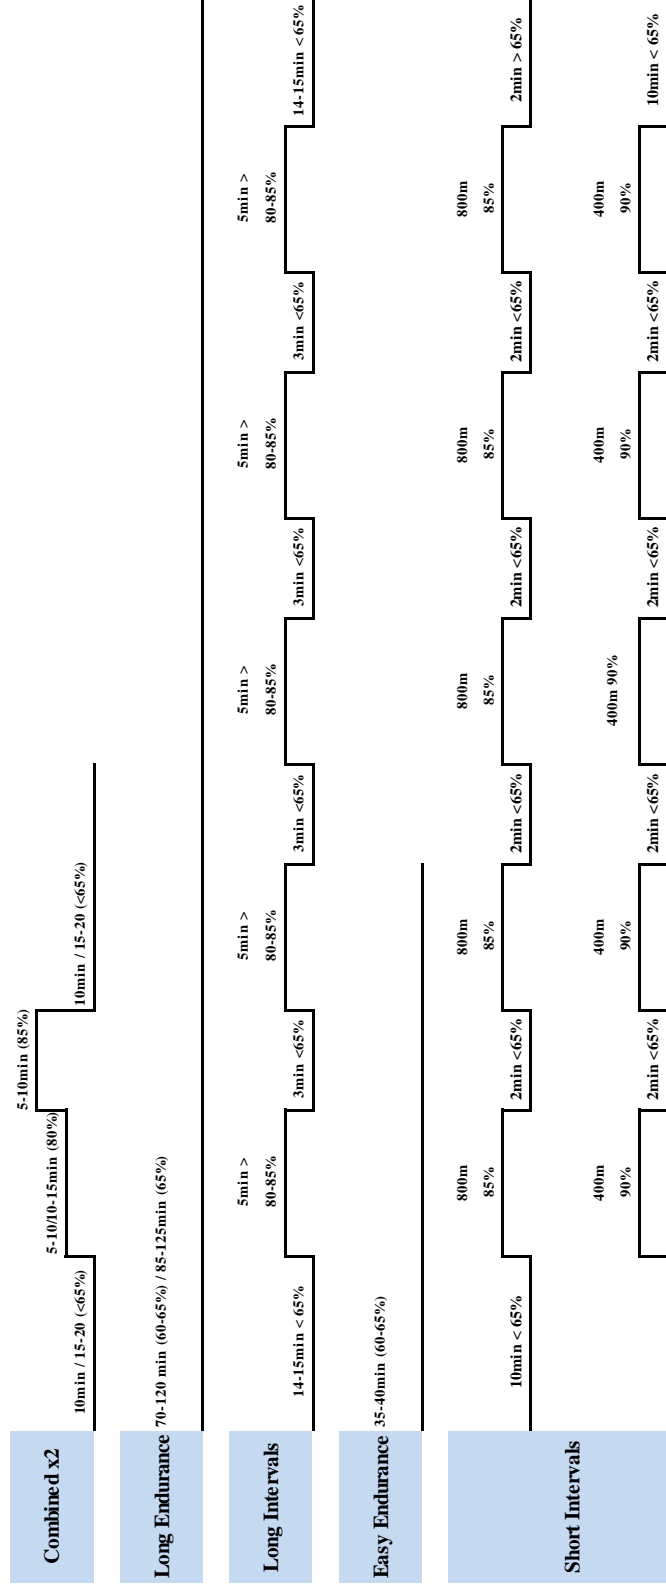 Combined x2
10min / 15-20 (<65%)
5-10/10-15min (80%)
5-10min (85%)
10min / 15-20 (<65%)
Long Endurance
70-120 min (60-65%) / 85-125min (65%)
Long Intervals
14-15min <65%
5min >
80-85%
3min <65%
5min >
80-85%
3min <65%
5min >
80-85%
3min <65%
5min >
80-85%
3min <65%
5min >
80-85%
14-15min <65%
Easy Endurance
35-40min (60-65%)
Short Intervals
10min < 65%
800m
85%
2min <65%
800m
85%
2min <65%
800m
85%
2min <65%
800m
85%
2min <65%
800m
85%
2min > 65%
400m
90%
2min <65%
400m
90%
2min <65%
400m 90%
2min <65%
400m
90%
2min <65%
400m
90%
10min < 65%